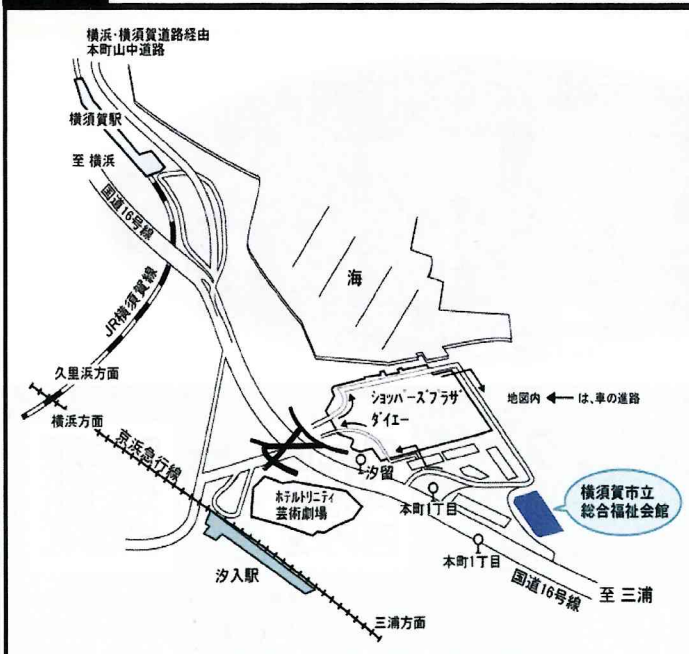 横浜・横須賀道路経由
本町山中道路
横須賀駅
至 横浜
国道16号線
海
JR横須賀線
久里浜方面
横浜方面
京浜急行線
ショッパーズプラザ
ダイエー
地図内 ← は、車の進路
汐留
ホテルトリニティ
芸術劇場
本町1丁目
横須賀市立
総合福祉会館
汐入駅
本町1丁目
国道16号線
至 三浦
三浦方面